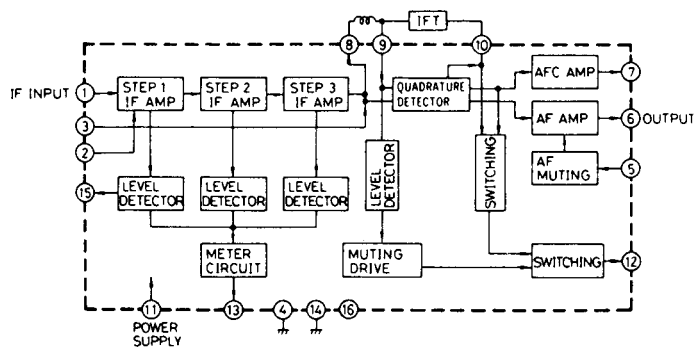 IFT
8
9
10
IF INPUT
1
STEP 1
IF AMP
STEP 2
IF AMP
STEP 3
IF AMP
QUADRATURE
DETECTOR
AFC AMP
7
3
AF AMP
6
OUTPUT
2
LEVEL
DETECTOR
SWITCHING
AF
MUTING
5
15
LEVEL
DETECTOR
LEVEL
DETECTOR
LEVEL
DETECTOR
METER
CIRCUIT
MUTING
DRIVE
SWITCHING
12
11
13
4
14
16
POWER
SUPPLY